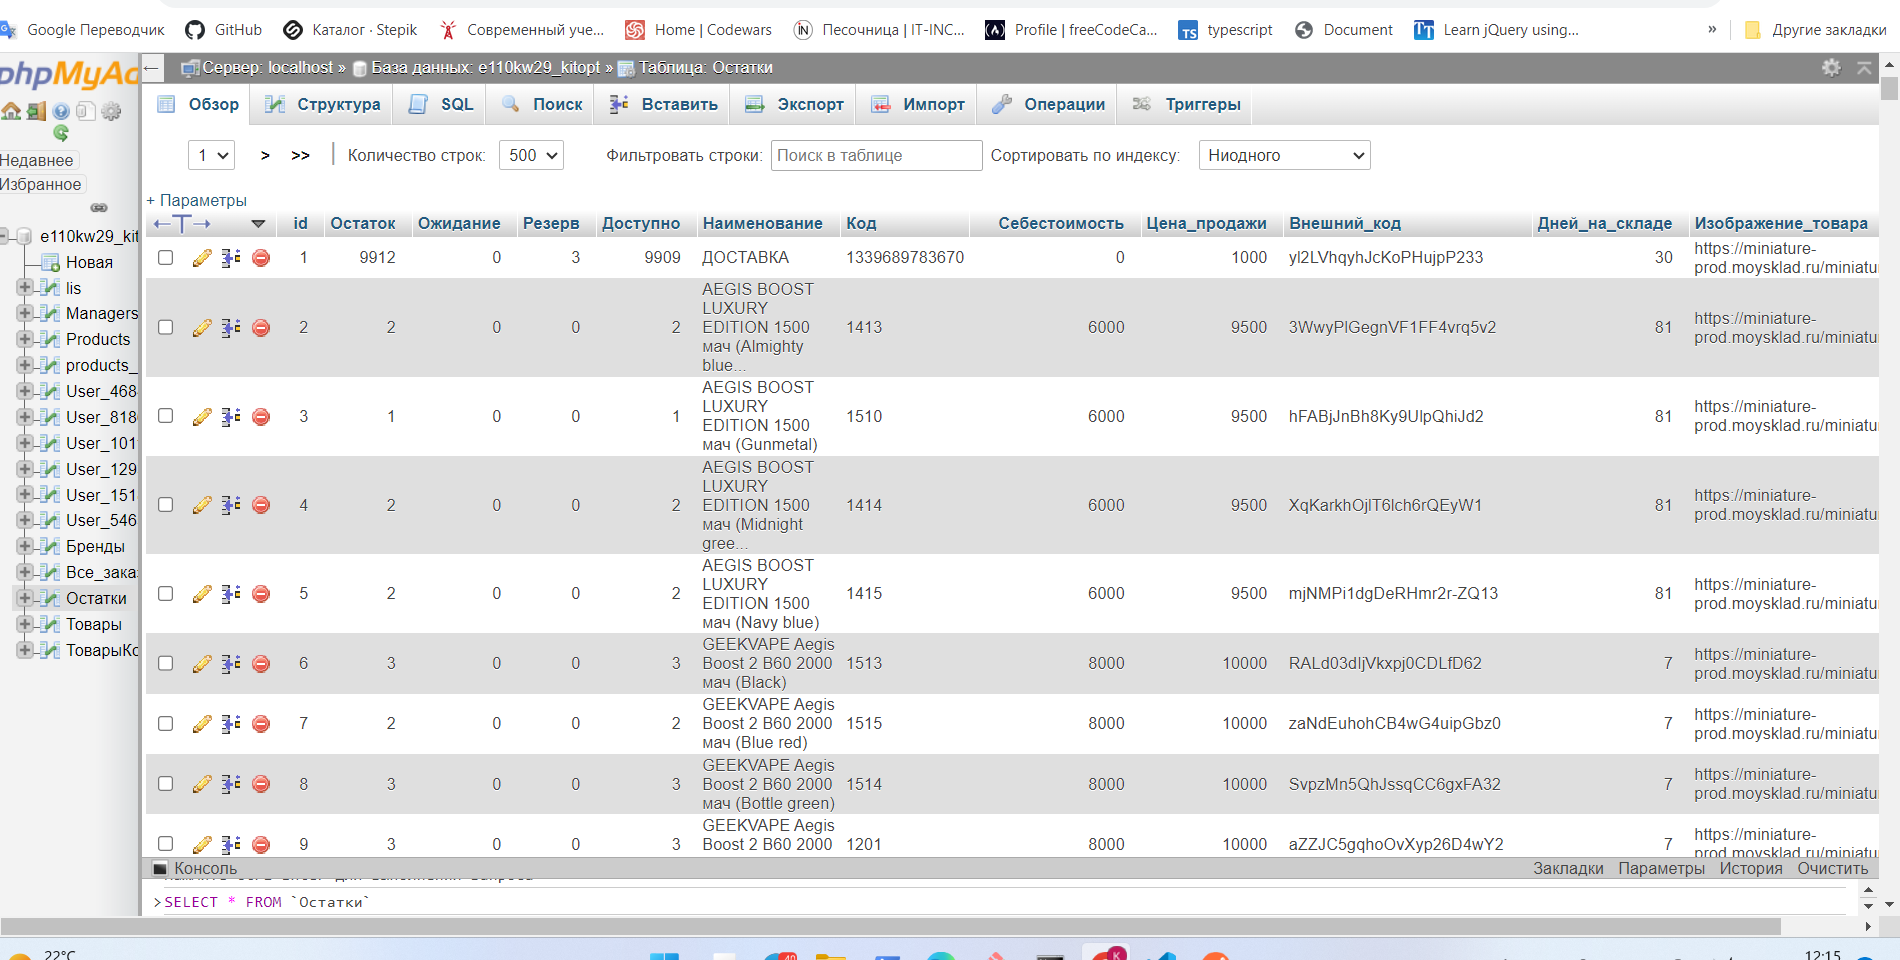 Google Переводчик GitHub Каталог · Stepik Современный уче... Home | Codewars Песочница | IT-INC... Profile | freeCodeCa... typescript Document Learn jQuery using... » Другие закладки
phpMyAd
Сервер: localhost » База данных: e110kw29_kitopt » Таблица: Остатки
Обзор Структура SQL Поиск Вставить Экспорт Импорт Операции Триггеры
1 > >> | Количество строк: 500 Фильтровать строки: Поиск в таблице Сортировать по индексу: Ниодного
Недавнее
Избранное
e110kw29_kit
Новая
lis
Managers
Products
products_
User_468
User_818
User_101
User_129
User_151
User_546
Бренды
Все_зака
Остатки
Товары
ТоварыКо
+ Параметры
←T→ id Остаток Ожидание Резерв Доступно Наименование Код Себестоимость Цена_продажи Внешний_код Дней_на_складе Изображение_товара
1 9912 0 3 9909 ДОСТАВКА 1339689783670 0 1000 yl2LVhqyhJcKoPHujpP233 30 https://miniature-
prod.moysklad.ru/miniatu
2 2 0 0 2 AEGIS BOOST LUXURY EDITION 1500 мач (Almighty blue... 1413 6000 9500 3WwyPlGegnVF1FF4vrq5v2 81 https://miniature-
prod.moysklad.ru/miniatu
3 1 0 0 1 AEGIS BOOST LUXURY EDITION 1500 мач (Gunmetal) 1510 6000 9500 hFABjJnBh8Ky9UlpQhiJd2 81 https://miniature-
prod.moysklad.ru/miniatu
4 2 0 0 2 AEGIS BOOST LUXURY EDITION 1500 мач (Midnight gree... 1414 6000 9500 XqKarkhOjlT6lch6rQEyW1 81 https://miniature-
prod.moysklad.ru/miniatu
5 2 0 0 2 AEGIS BOOST LUXURY EDITION 1500 мач (Navy blue) 1415 6000 9500 mjNMPi1dgDeRHmr2r-ZQ13 81 https://miniature-
prod.moysklad.ru/miniatu
6 3 0 0 3 GEEKVAPE Aegis Boost 2 B60 2000 мач (Black) 1513 8000 10000 RALd03dIjVkxpj0CDLfD62 7 https://miniature-
prod.moysklad.ru/miniatu
7 2 0 0 2 GEEKVAPE Aegis Boost 2 B60 2000 мач (Blue red) 1515 8000 10000 zaNdEuhohCB4wG4uipGbz0 7 https://miniature-
prod.moysklad.ru/miniatu
8 3 0 0 3 GEEKVAPE Aegis Boost 2 B60 2000 мач (Bottle green) 1514 8000 10000 SvpzMn5QhJssqCC6gxFA32 7 https://miniature-
prod.moysklad.ru/miniatu
9 3 0 0 3 GEEKVAPE Aegis Boost 2 B60 2000 1201 8000 10000 aZZJC5gqhoOvXyp26D4wY2 7 https://miniature-
prod.moysklad.ru/miniatu
Консоль Закладки Параметры История Очистить
>SELECT * FROM `Остатки`
22°C 12:15